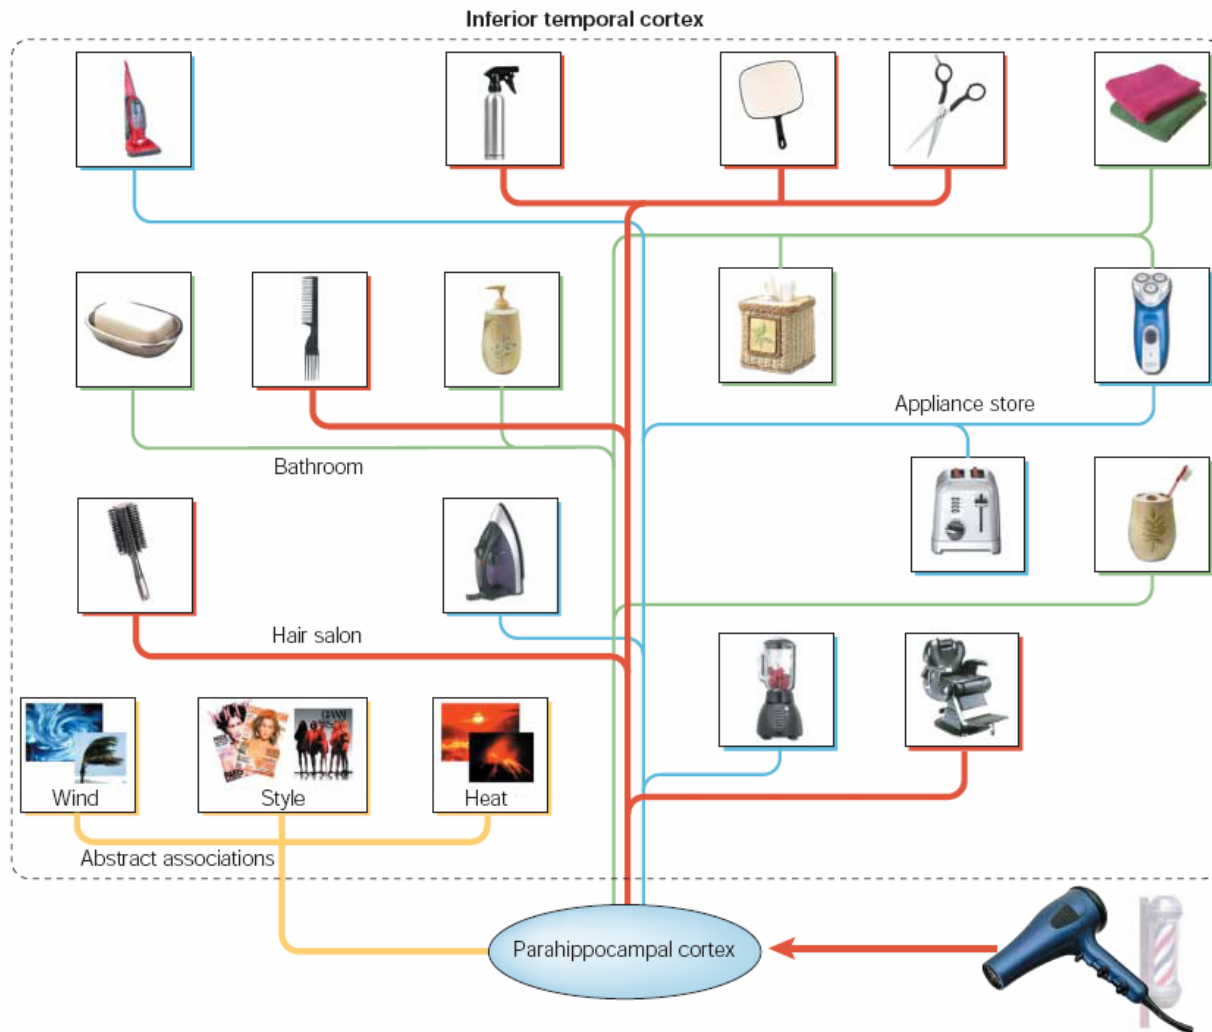 Inferior temporal cortex
Appliance store
Bathroom
Hair salon
Wind
Style
Heat
Abstract associations
Parahippocampal cortex